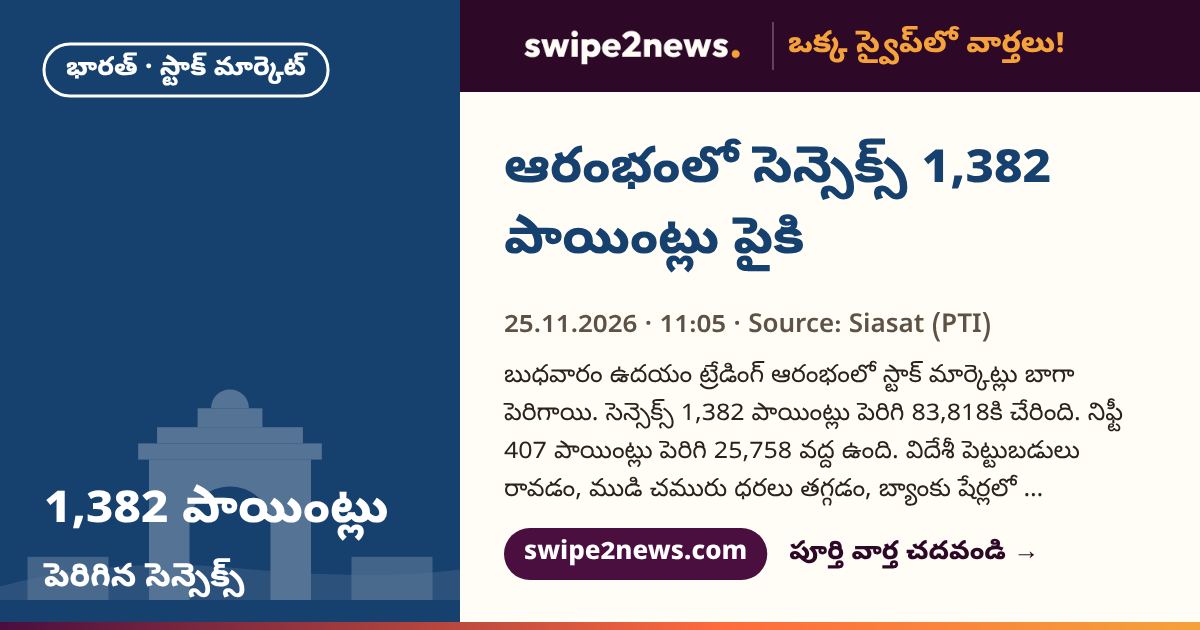 భారత్ · స్టాక్ మార్కెట్
1,382 పాయింట్లు
పెరిగిన సెన్సెక్స్
swipe2news.
ఒక్క స్వైప్‌లో వార్తలు!
ఆరంభంలో సెన్సెక్స్ 1,382
పాయింట్లు పైకి
25.11.2026 · 11:05 · Source: Siasat (PTI)
బుధవారం ఉదయం ట్రేడింగ్ ఆరంభంలో స్టాక్ మార్కెట్లు బాగా
పెరిగాయి. సెన్సెక్స్ 1,382 పాయింట్లు పెరిగి 83,818కి చేరింది. నిఫ్టీ
407 పాయింట్లు పెరిగి 25,758 వద్ద ఉంది. విదేశీ పెట్టుబడులు
రావడం, ముడి చమురు ధరలు తగ్గడం, బ్యాంకు షేర్లలో ...
swipe2news.com
పూర్తి వార్త చదవండి →